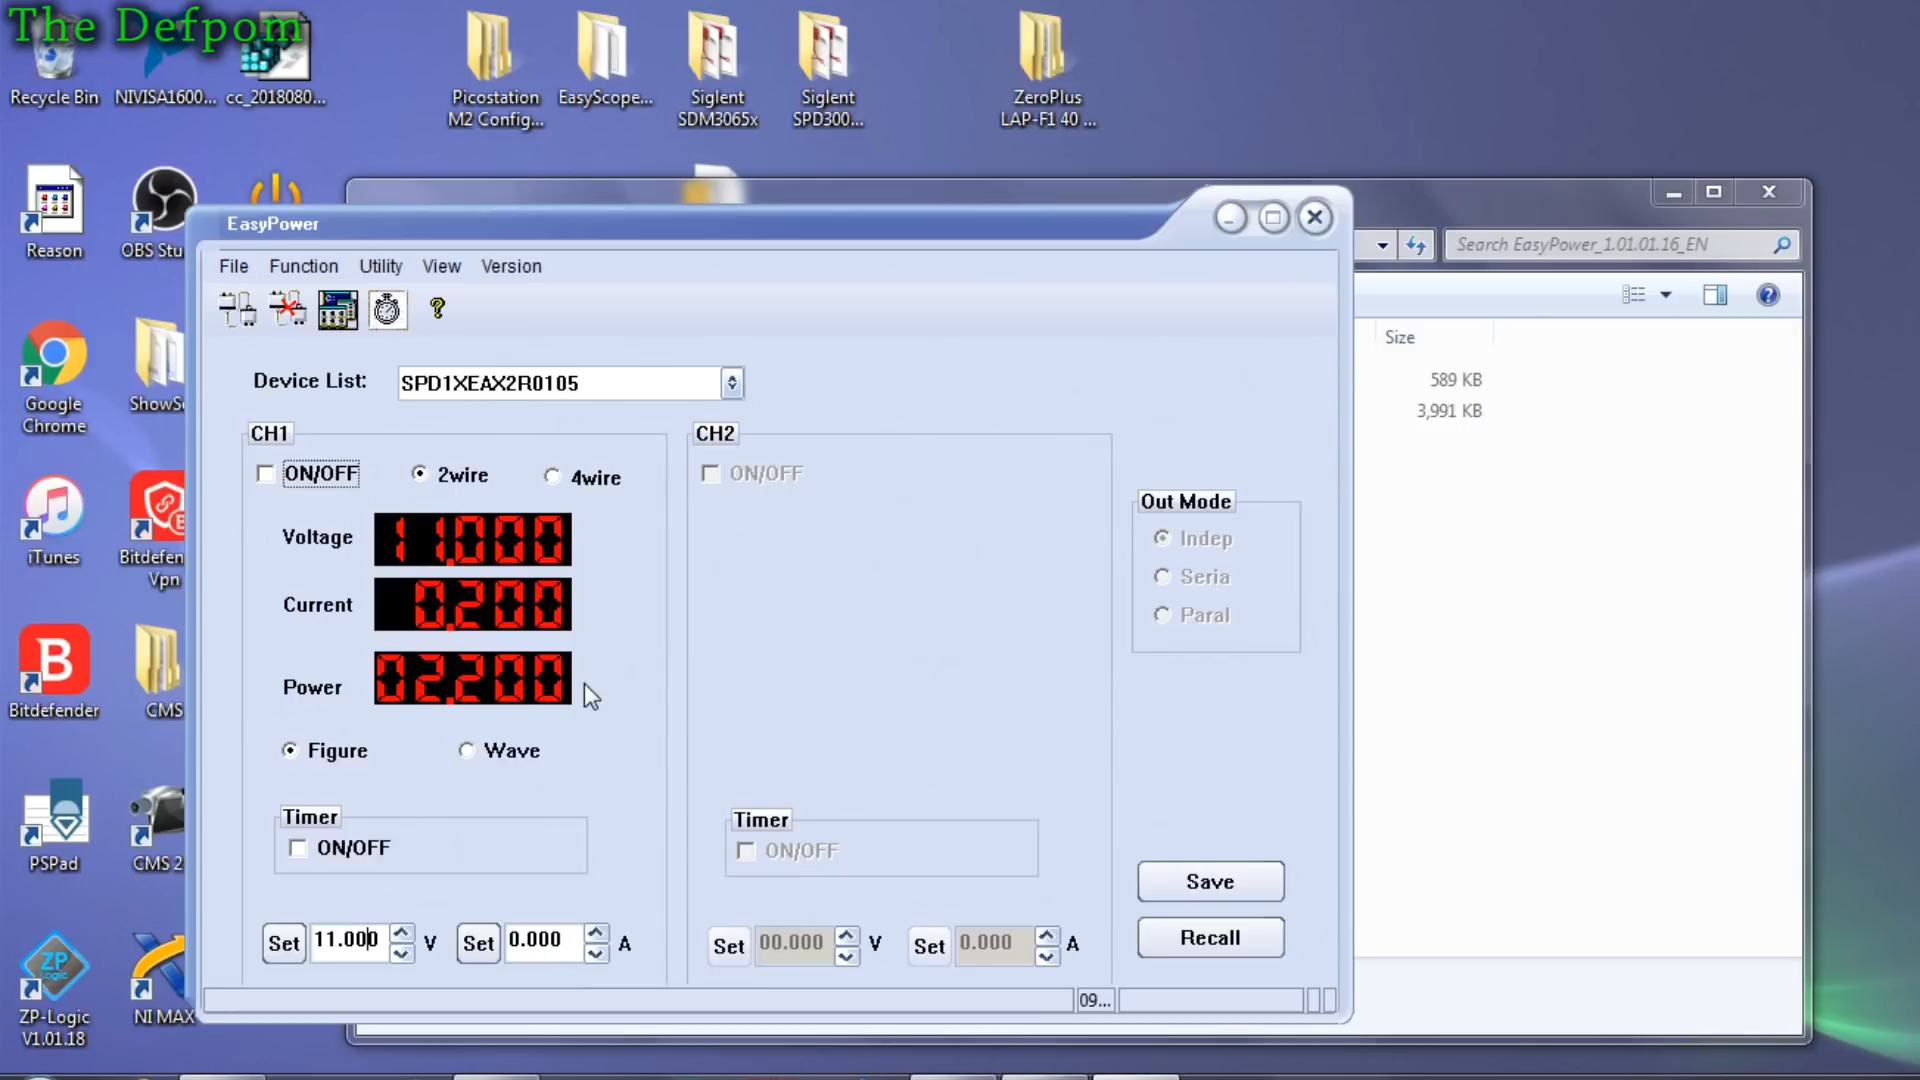 The Defpom
Recycle Bin
NIVISA1600...
cc_2018080...
Picostation
M2 Config...
EasyScope...
Siglent
SDM3065x
Siglent
SPD300...
ZeroPlus
LAP-F1 40 ...
Reason
OBS Stu
Google
Chrome
ShowS
iTunes
Bitdefen
Vpn
Bitdefender
CMS
PSPad
CMS 2
ZP-Logic
V1.01.18
NI MAX
EasyPower
File Function Utility View Version
Search EasyPower_1.01.01.16_EN
Size
589 KB
3,991 KB
Device List: SPD1XEAX2R0105
CH1
ON/OFF 2wire 4wire
Voltage 11.000
Current 0.200
Power 02.200
Figure Wave
Timer
ON/OFF
Set 11.000 V Set 0.000 A
CH2
ON/OFF
Timer
ON/OFF
Set 00.000 V Set 0.000 A
Out Mode
Indep
Seria
Paral
Save
Recall
09...
B
ZP
Logic